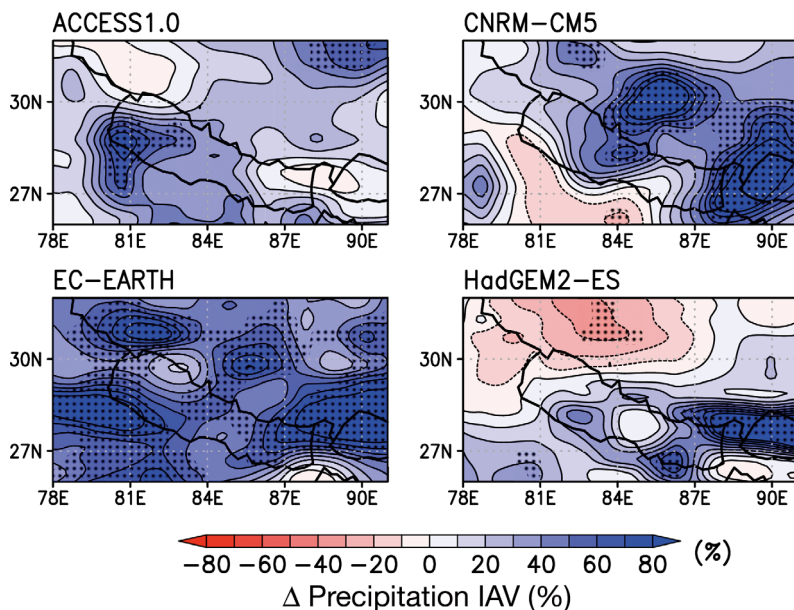 ACCESS1.0 CNRM-CM5
30N 30N
27N 27N
78E 81E 84E 87E 90E 78E 81E 84E 87E 90E
EC-EARTH HadGEM2-ES
30N 30N
27N 27N
78E 81E 84E 87E 90E 78E 81E 84E 87E 90E
-80 -60 -40 -20 0 20 40 60 80 (%)
Δ Precipitation IAV (%)